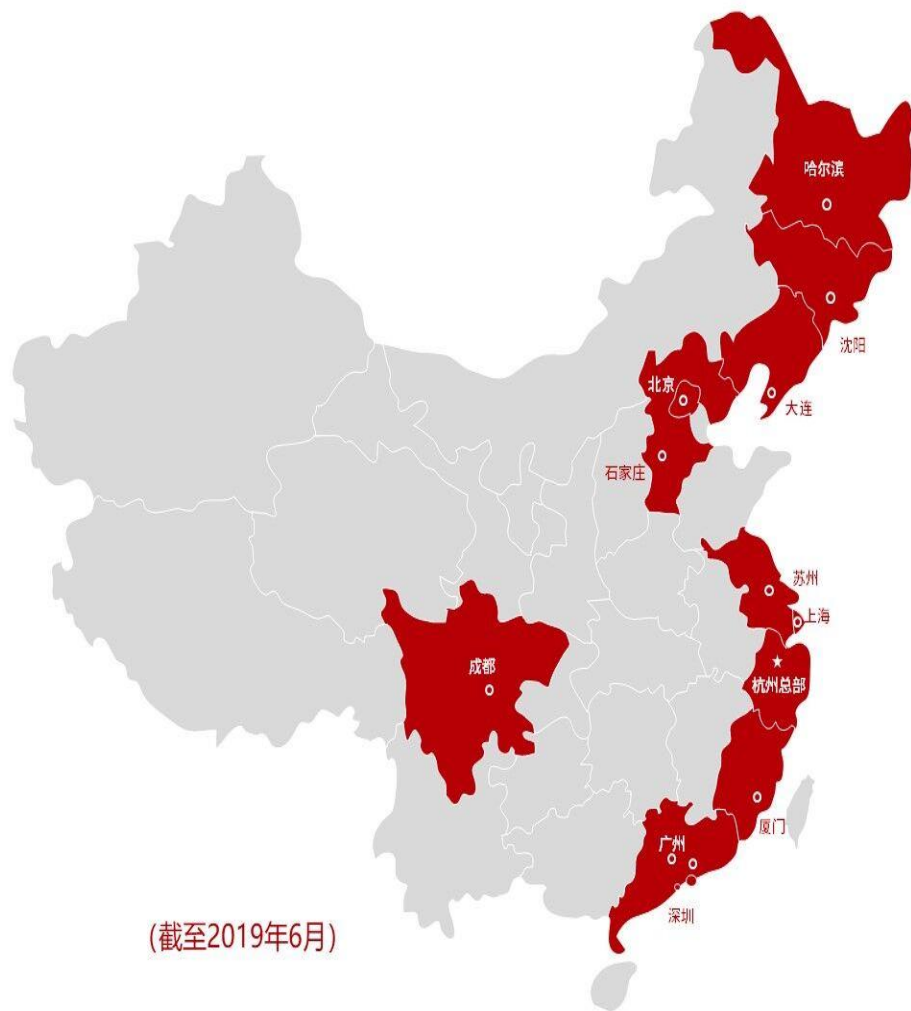 哈尔滨
沈阳
北京
大连
石家庄
苏州
上海
成都
杭州总部
厦门
广州
深圳
(截至2019年6月)